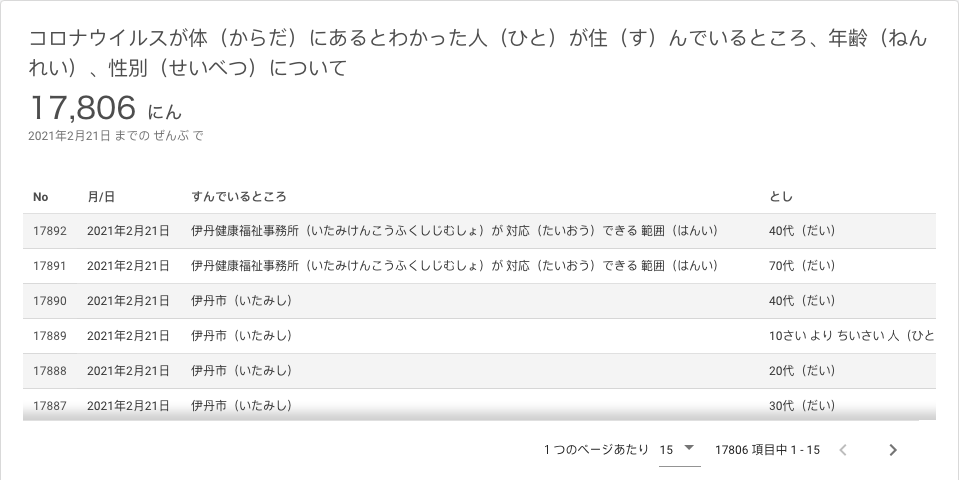 コロナウイルスが体（からだ）にあるとわかった人（ひと）が住（す）んでいるところ、年齢（ねん
れい）、性別（せいべつ）について
17,806 にん
2021年2月21日 までの ぜんぶ で
No 月/日 すんでいるところ とし
17892 2021年2月21日 伊丹健康福祉事務所（いたみけんこうふくしじむしょ）が 対応（たいおう）できる 範囲（はんい） 40代（だい）
17891 2021年2月21日 伊丹健康福祉事務所（いたみけんこうふくしじむしょ）が 対応（たいおう）できる 範囲（はんい） 70代（だい）
17890 2021年2月21日 伊丹市（いたみし） 40代（だい）
17889 2021年2月21日 伊丹市（いたみし） 10さい より ちいさい 人（ひと
17888 2021年2月21日 伊丹市（いたみし） 20代（だい）
17887 2021年2月21日 伊丹市（いたみし） 30代（だい）
1 つのページあたり 15 17806 項目中 1 - 15